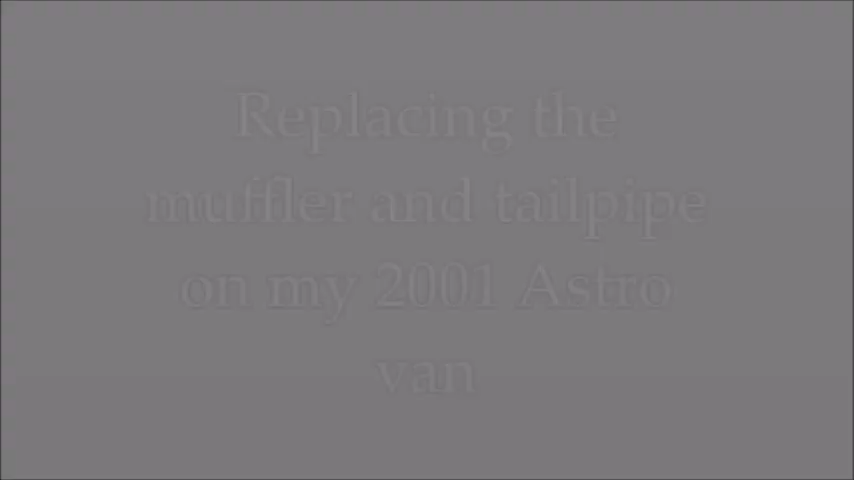 Replacing the
muffler and tailpipe
on my 2001 Astro
van